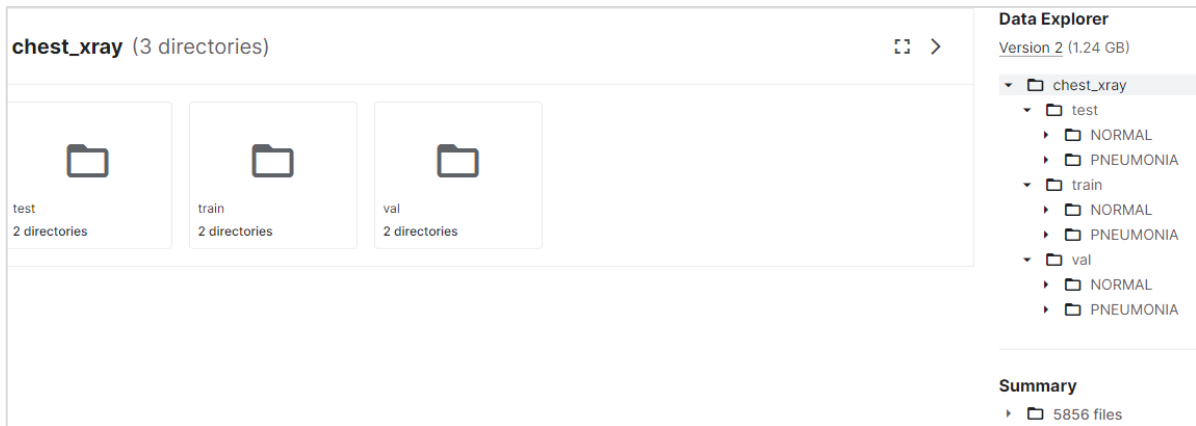 chest_xray (3 directories)
test
2 directories
train
2 directories
val
2 directories
Data Explorer
Version 2 (1.24 GB)
chest_xray
test
NORMAL
PNEUMONIA
train
NORMAL
PNEUMONIA
val
NORMAL
PNEUMONIA
Summary
5856 files